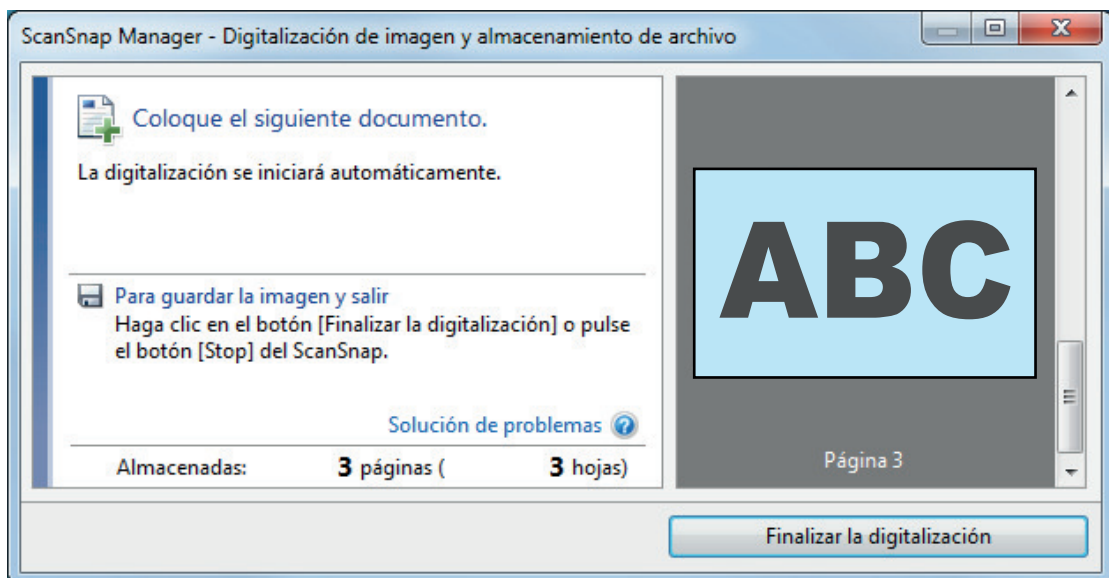 ScanSnap Manager - Digitalización de imagen y almacenamiento de archivo
Coloque el siguiente documento.
La digitalización se iniciará automáticamente.
Para guardar la imagen y salir
Haga clic en el botón [Finalizar la digitalización] o pulse
el botón [Stop] del ScanSnap.
Solución de problemas
Almacenadas: 3 páginas ( 3 hojas)
ABC
Página 3
Finalizar la digitalización